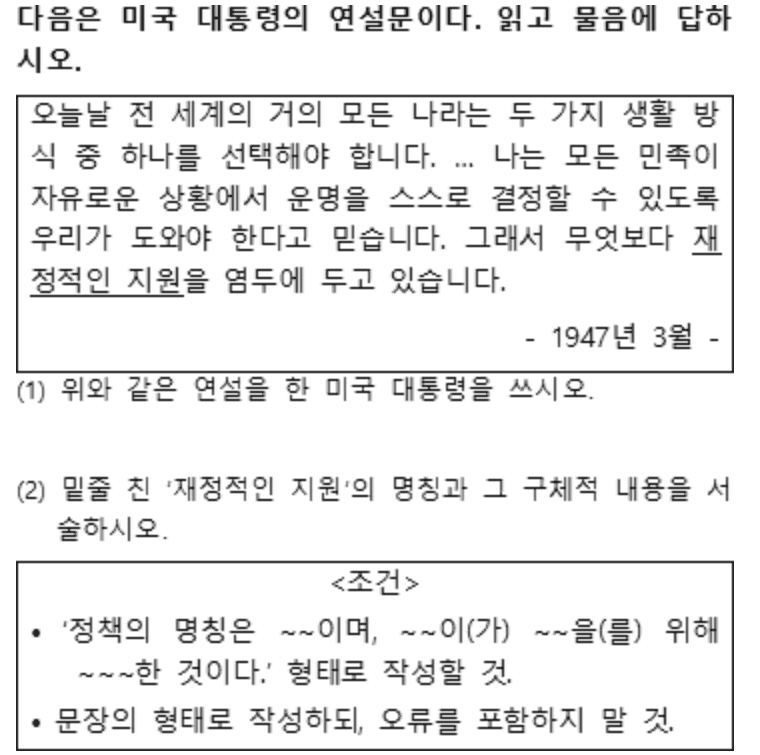 다음은 미국 대통령의 연설문이다. 읽고 물음에 답하
시오.
오늘날 전 세계의 거의 모든 나라는 두 가지 생활 방
식 중 하나를 선택해야 합니다. … 나는 모든 민족이
자유로운 상황에서 운명을 스스로 결정할 수 있도록
우리가 도와야 한다고 믿습니다. 그래서 무엇보다 재
정적인 지원을 염두에 두고 있습니다.
- 1947년 3월 -
(1) 위와 같은 연설을 한 미국 대통령을 쓰시오.
(2) 밑줄 친 '재정적인 지원'의 명칭과 그 구체적 내용을 서
술하시오.
<조건>
• '정책의 명칭은 ~~이며, ~~이(가) ~~을(를) 위해
~~~한 것이다.' 형태로 작성할 것.
• 문장의 형태로 작성하되, 오류를 포함하지 말 것.